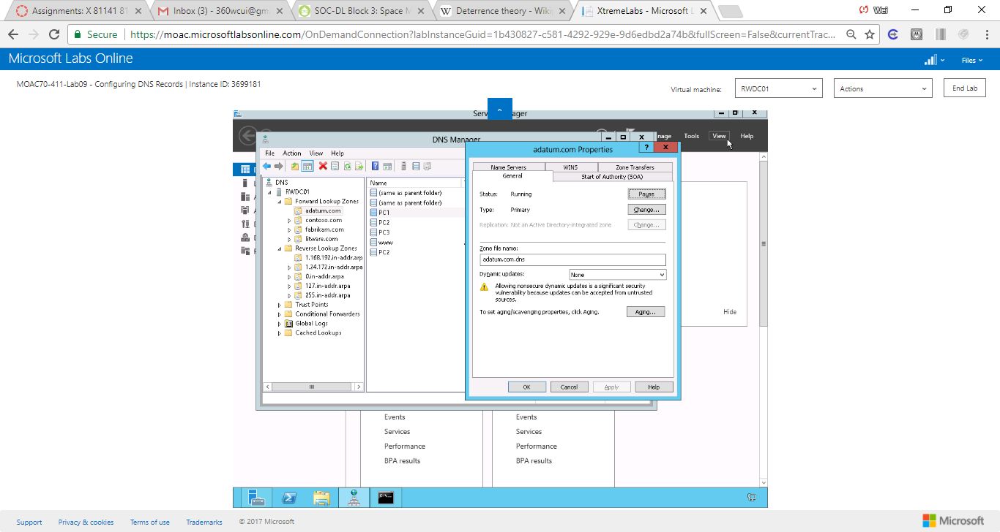 Assignments: X 81141 81
Inbox (3) - 360wcui@gm
SOC-DL Block 3: Space M
Deterrence theory - Wiki
XtremeLabs - Microsoft L
Wei
Secure
https://moac.microsoftlabsonline.com/OnDemandConnection?labInstanceGuid=1b430827-c581-4292-929e-9d6edbd2a74b&fullScreen=False&currentTrac...
Microsoft Labs Online
Files
MOAC70-411-Lab09 - Configuring DNS Records | Instance ID: 3699181
Virtual machine:
RWDC01
Actions
End Lab
Serv
ager
nage
Tools
View
Help
DNS Manager
File Action View Help
DNS
RWDC01
Forward Lookup Zones
adatum.com
contoso.com
fabrikam.com
litware.com
Reverse Lookup Zones
1.168.192.in-addr.arp
1.24.172.in-addr.arpa
0.in-addr.arpa
127.in-addr.arpa
255.in-addr.arpa
Trust Points
Conditional Forwarders
Global Logs
Cached Lookups
Name
(same as parent folder)
(same as parent folder)
PC1
PC2
PC3
www
PC2
adatum.com Properties
?
Name Servers
WINS
Zone Transfers
General
Start of Authority (SOA)
Status: Running
Pause
Type: Primary
Change...
Replication: Not an Active Directory-integrated zone
Change...
Zone file name:
adatum.com.dns
Dynamic updates:
None
Allowing nonsecure dynamic updates is a significant security
vulnerability because updates can be accepted from untrusted
sources.
To set aging/scavenging properties, click Aging.
Aging...
OK
Cancel
Apply
Help
Hide
Events
Services
Performance
BPA results
Events
Services
Performance
BPA results
Support
Privacy & cookies
Terms of use
Trademarks
© 2017 Microsoft
Microsoft